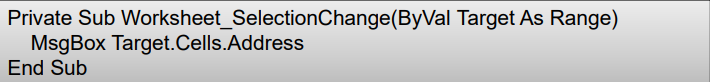 Private Sub Worksheet_SelectionChange(ByVal Target As Range)
    MsgBox Target.Cells.Address
End Sub